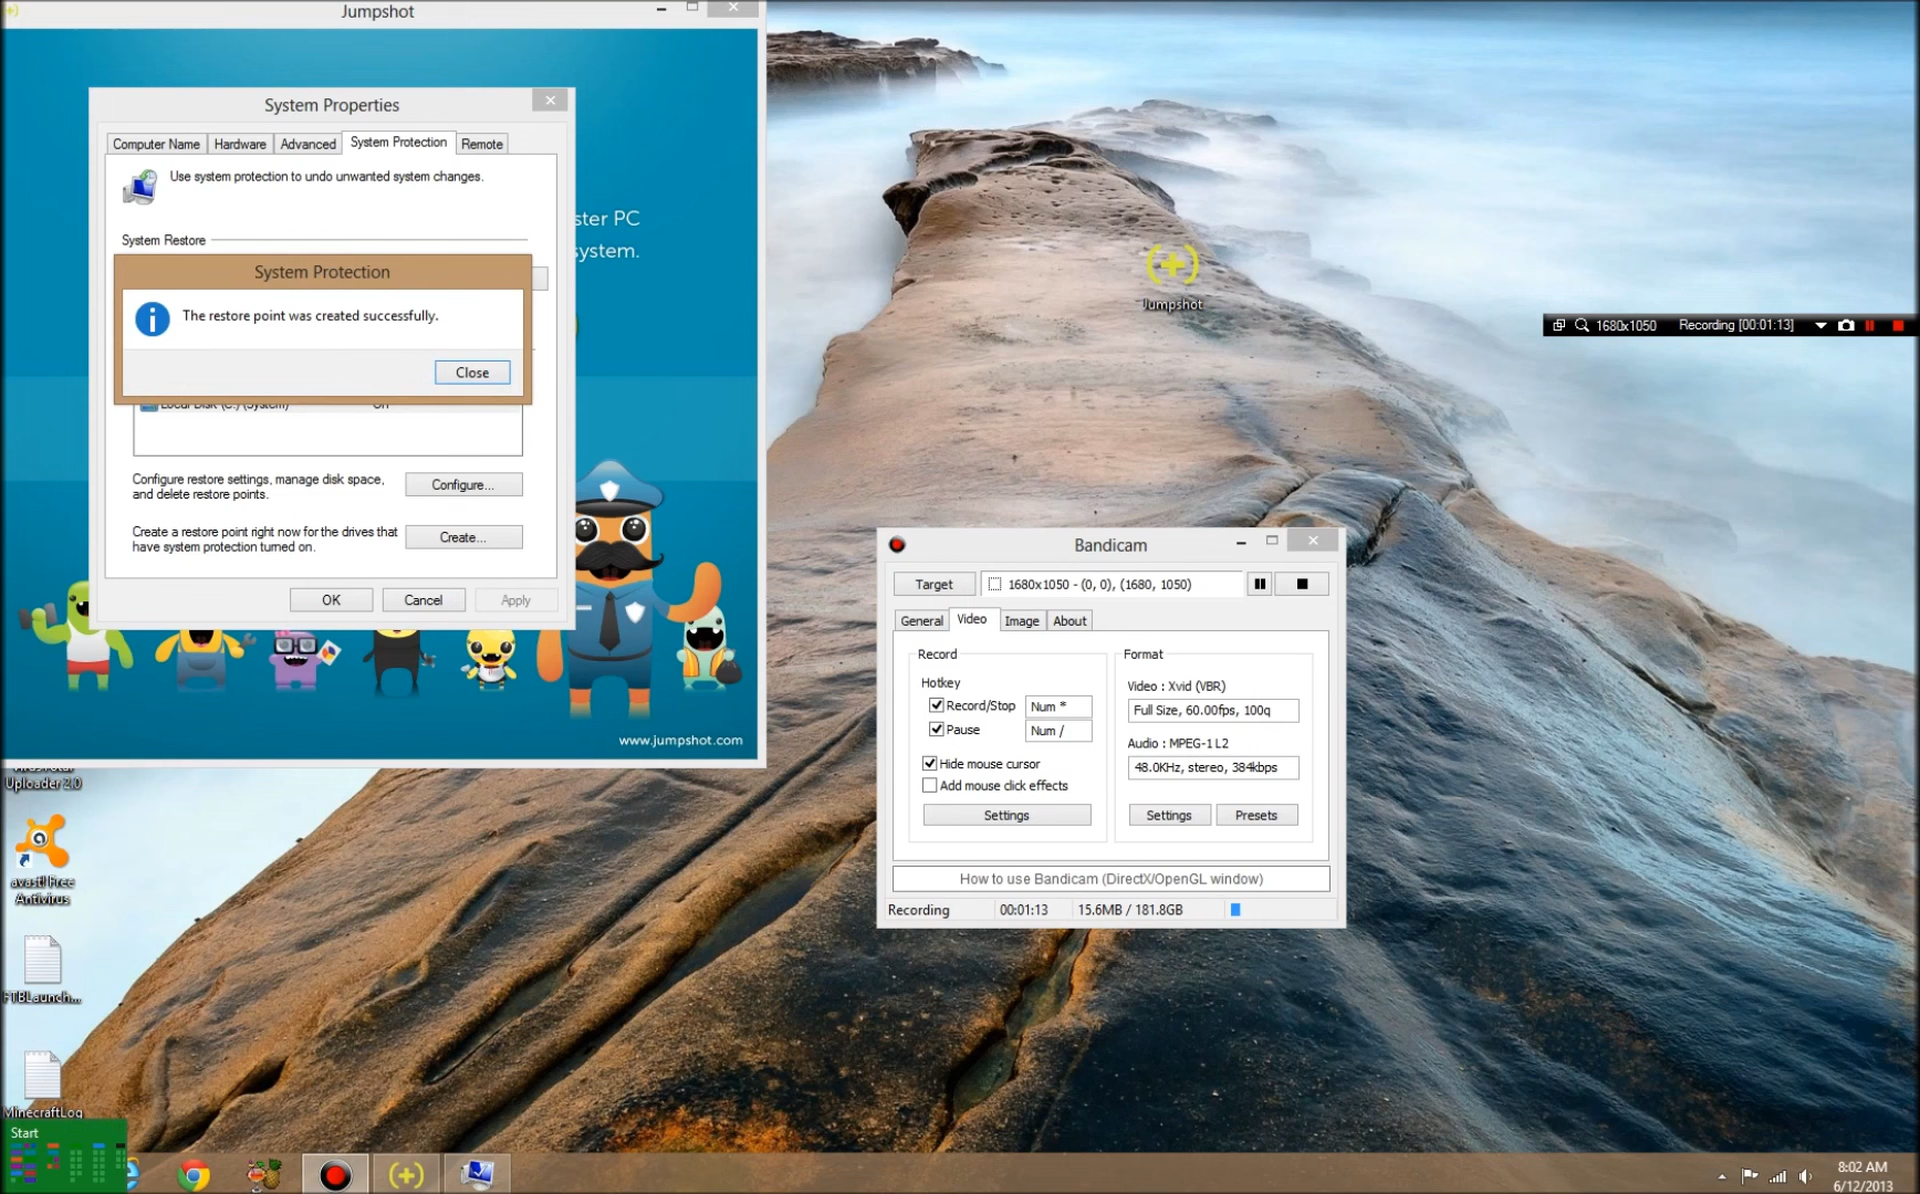 Jumpshot
System Properties
Computer Name
Hardware
Advanced
System Protection
Remote
Use system protection to undo unwanted system changes.
ster PC
system.
System Restore
System Protection
The restore point was created successfully.
Close
Local Disk (C:) (System)
On
Configure restore settings, manage disk space,
and delete restore points.
Configure...
Create a restore point right now for the drives that
have system protection turned on.
Create...
OK
Cancel
Apply
www.jumpshot.com
Jumpshot
1680x1050
Recording [00:01:13]
Bandicam
Target
1680x1050 - (0, 0), (1680, 1050)
General
Video
Image
About
Record
Hotkey
Record/Stop
Num *
Pause
Num /
Hide mouse cursor
Add mouse click effects
Settings
Format
Video : Xvid (VBR)
Full Size, 60.00fps, 100q
Audio : MPEG-1 L2
48.0KHz, stereo, 384kbps
Settings
Presets
How to use Bandicam (DirectX/OpenGL window)
Recording
00:01:13
15.6MB / 181.8GB
Uploader 2.0
avast! Free
Antivirus
FTBLaunch...
MinecraftLog
Start
8:02 AM
6/12/2013